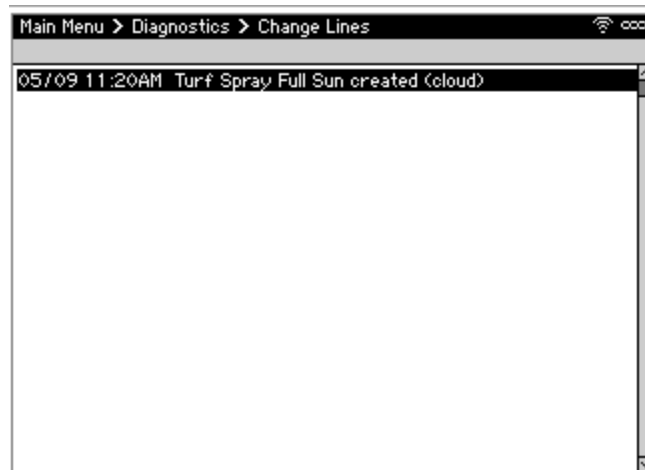 Main Menu > Diagnostics > Change Lines
05/09 11:20AM Turf Spray Full Sun created (cloud)